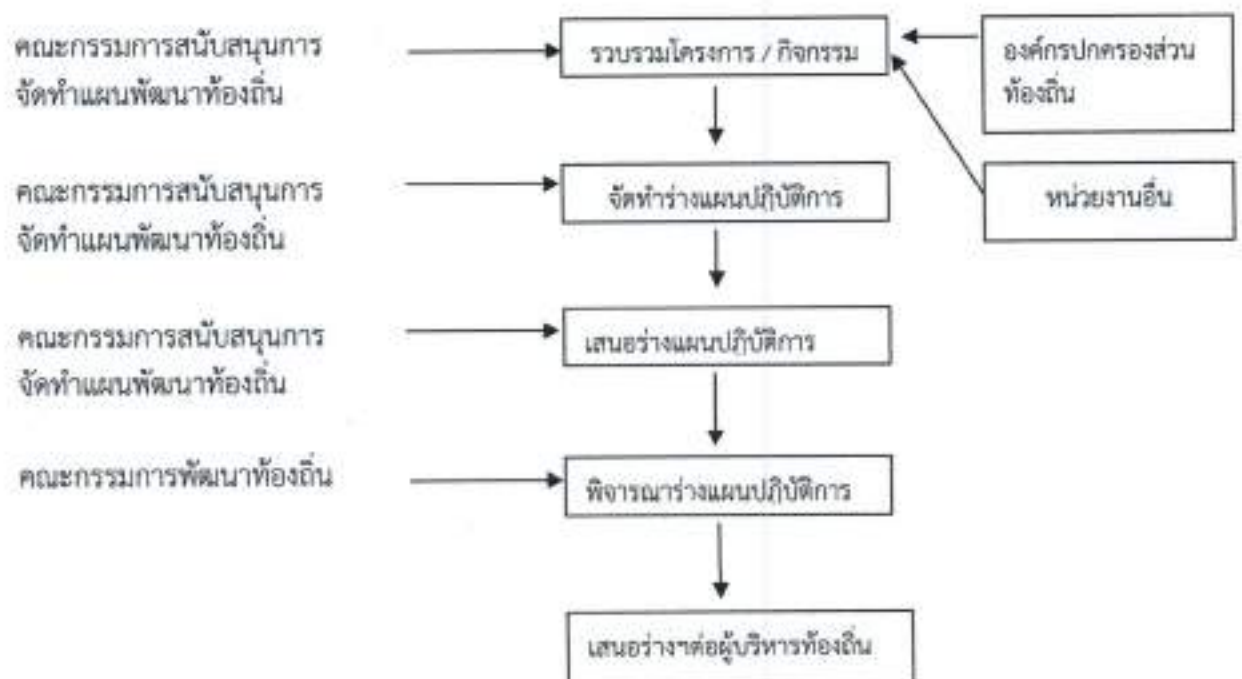 คณะกรรมการสนับสนุนการ
จัดทำแผนพัฒนาท้องถิ่น
รวบรวมโครงการ / กิจกรรม
องค์กรปกครองส่วน
ท้องถิ่น
คณะกรรมการสนับสนุนการ
จัดทำแผนพัฒนาท้องถิ่น
จัดทำร่างแผนปฏิบัติการ
หน่วยงานอื่น
คณะกรรมการสนับสนุนการ
จัดทำแผนพัฒนาท้องถิ่น
เสนอร่างแผนปฏิบัติการ
คณะกรรมการพัฒนาท้องถิ่น
พิจารณาร่างแผนปฏิบัติการ
เสนอร่างฯต่อผู้บริหารท้องถิ่น